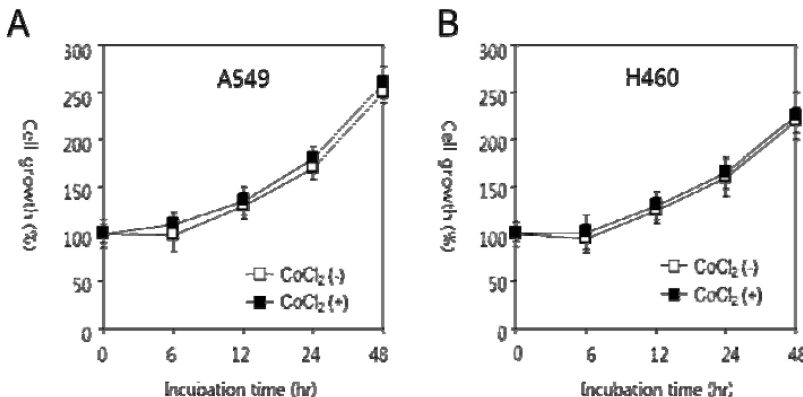 A
B
300
250
200
150
100
50
0
Cell growth (%)
A549
CoCl₂ (-)
CoCl₂ (+)
0 6 12 24 48
Incubation time (hr)
300
250
200
150
100
50
0
Cell growth (%)
H460
CoCl₂ (-)
CoCl₂ (+)
0 6 12 24 48
Incubation time (hr)